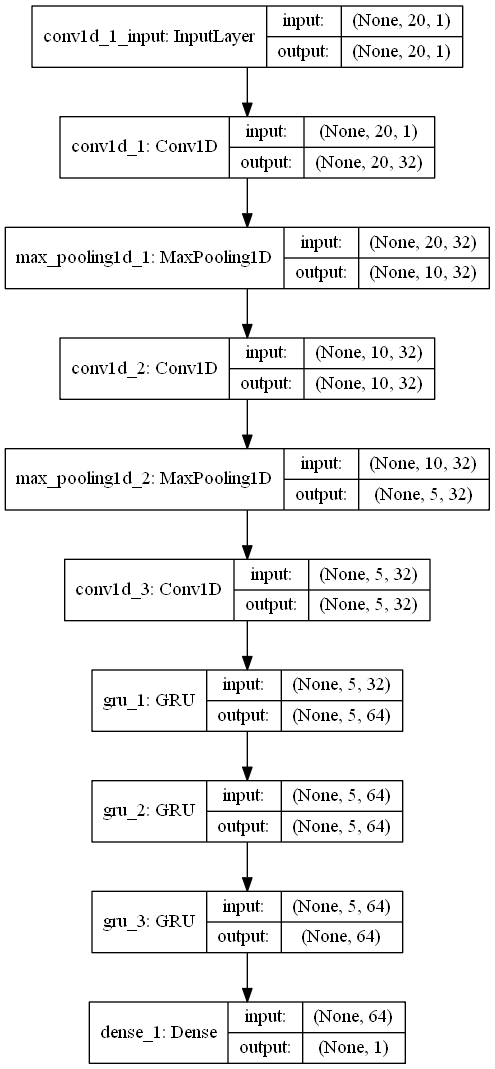 conv1d_1_input: InputLayer
input: (None, 20, 1)
output: (None, 20, 1)
conv1d_1: Conv1D
input: (None, 20, 1)
output: (None, 20, 32)
max_pooling1d_1: MaxPooling1D
input: (None, 20, 32)
output: (None, 10, 32)
conv1d_2: Conv1D
input: (None, 10, 32)
output: (None, 10, 32)
max_pooling1d_2: MaxPooling1D
input: (None, 10, 32)
output: (None, 5, 32)
conv1d_3: Conv1D
input: (None, 5, 32)
output: (None, 5, 32)
gru_1: GRU
input: (None, 5, 32)
output: (None, 5, 64)
gru_2: GRU
input: (None, 5, 64)
output: (None, 5, 64)
gru_3: GRU
input: (None, 5, 64)
output: (None, 64)
dense_1: Dense
input: (None, 64)
output: (None, 1)